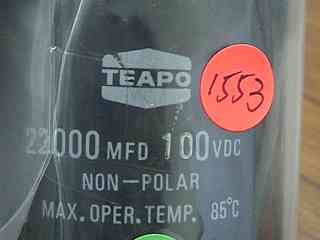 TEAPO
1553
22000 MFD 100VDC
NON-POLAR
MAX.OPER.TEMP. 85°C